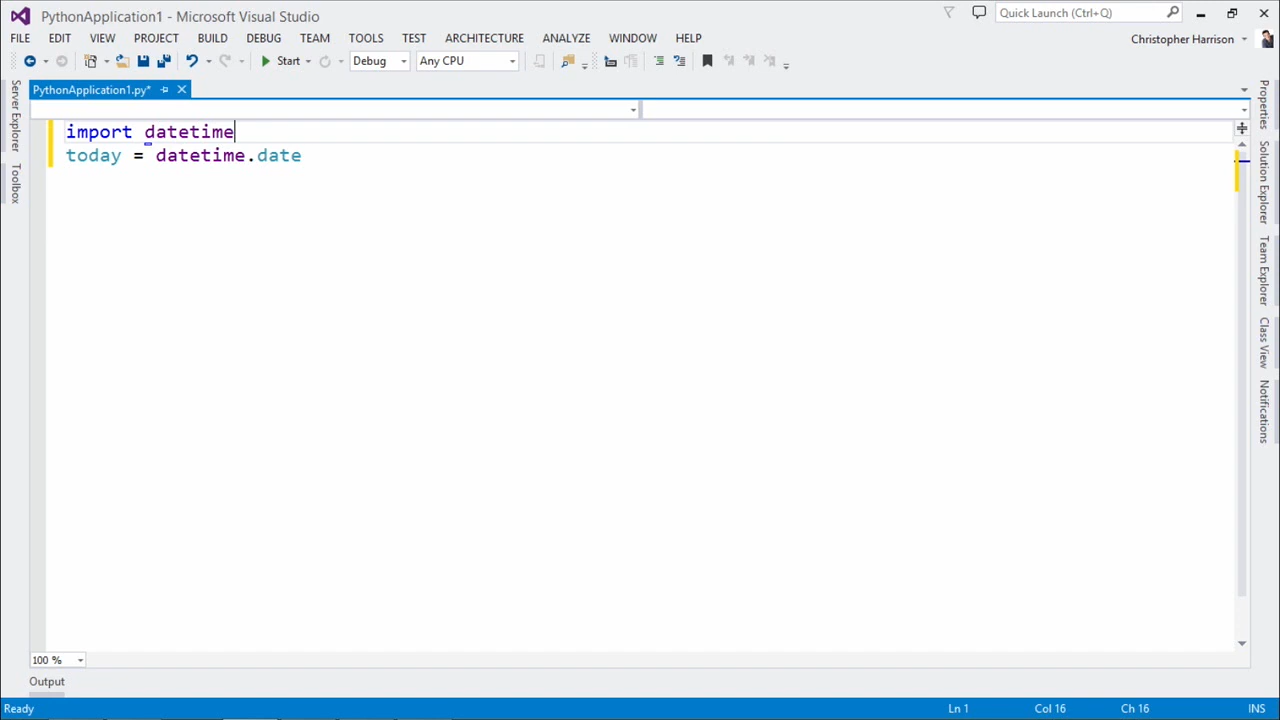 PythonApplication1 - Microsoft Visual Studio
Quick Launch (Ctrl+Q)
FILE EDIT VIEW PROJECT BUILD DEBUG TEAM TOOLS TEST ARCHITECTURE ANALYZE WINDOW HELP
Christopher Harrison
Start
Debug
Any CPU
Server Explorer
Toolbox
PythonApplication1.py*
import datetime
today = datetime.date
Properties
Solution Explorer
Team Explorer
Class View
Notifications
100 %
Output
Ready
Ln 1
Col 16
Ch 16
INS